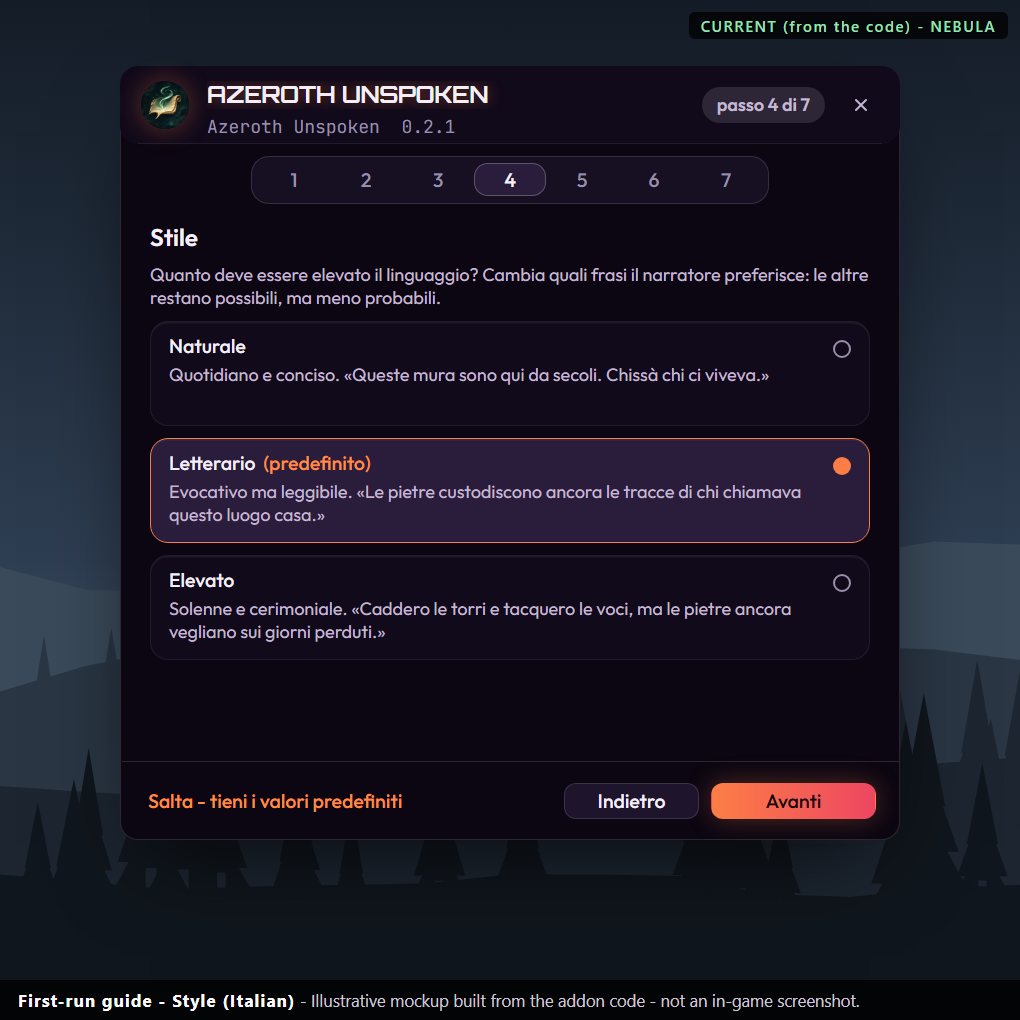 CURRENT (from the code) - NEBULA
AZEROTH UNSPOKEN
Azeroth Unspoken 0.2.1
passo 4 di 7
1 2 3 4 5 6 7
Stile
Quanto deve essere elevato il linguaggio? Cambia quali frasi il narratore preferisce: le altre
restano possibili, ma meno probabili.
Naturale
Quotidiano e conciso. «Queste mura sono qui da secoli. Chissà chi ci viveva.»
Letterario (predefinito)
Evocativo ma leggibile. «Le pietre custodiscono ancora le tracce di chi chiamava
questo luogo casa.»
Elevato
Solenne e cerimoniale. «Caddero le torri e tacquero le voci, ma le pietre ancora
vegliano sui giorni perduti.»
Salta - tieni i valori predefiniti
Indietro
Avanti
First-run guide - Style (Italian) - Illustrative mockup built from the addon code - not an in-game screenshot.